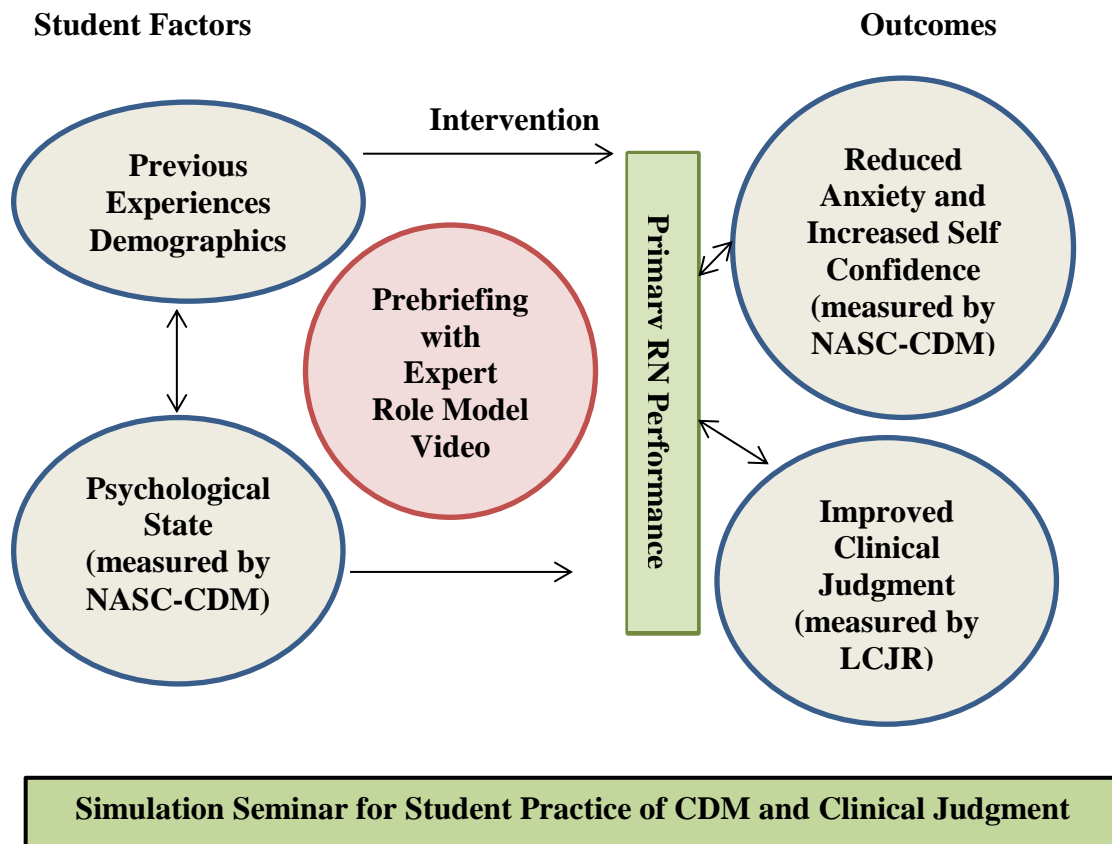 Student Factors
Outcomes
Intervention
Previous
Experiences
Demographics
Prebriefing
with
Expert
Role Model
Video
Psychological
State
(measured by
NASC-CDM)
Primary RN Performance
Reduced
Anxiety and
Increased Self
Confidence
(measured by
NASC-CDM)
Improved
Clinical
Judgment
(measured by
LCJR)
Simulation Seminar for Student Practice of CDM and Clinical Judgment